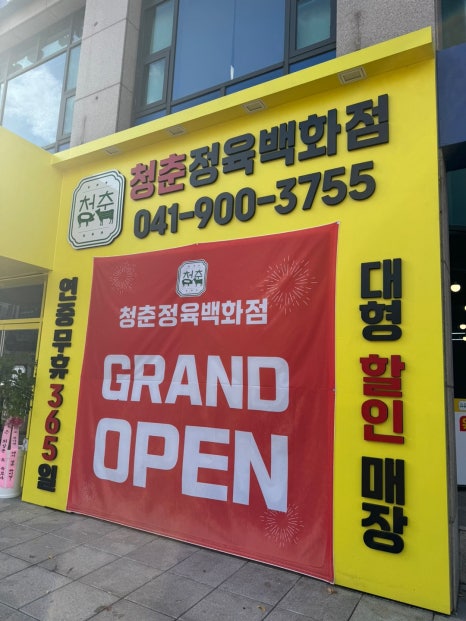 청춘정육백화점
청춘
041-900-3755
연중무휴365일
청춘
청춘정육백화점
GRAND
OPEN
대형 할인 매장